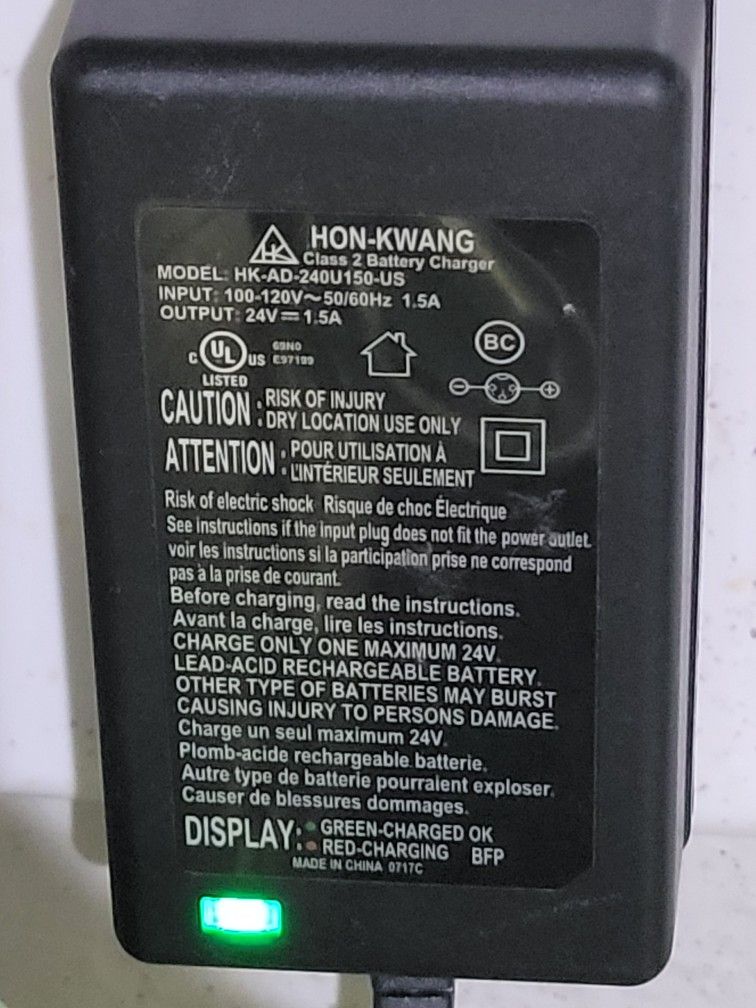 HK HON-KWANG
Class 2 Battery Charger
MODEL: HK-AD-240U150-US
INPUT: 100-120V~50/60Hz 1.5A
OUTPUT: 24V⎓1.5A
C UL US LISTED
E97199
BC
CAUTION: RISK OF INJURY
DRY LOCATION USE ONLY
ATTENTION: POUR UTILISATION À
L'INTÉRIEUR SEULEMENT
Risk of electric shock Risque de choc Électrique
See instructions if the input plug does not fit the power outlet.
voir les instructions si la participation prise ne correspond
pas à la prise de courant.
Before charging, read the instructions.
Avant la charge, lire les instructions.
CHARGE ONLY ONE MAXIMUM 24V.
LEAD-ACID RECHARGEABLE BATTERY.
OTHER TYPE OF BATTERIES MAY BURST
CAUSING INJURY TO PERSONS DAMAGE.
Charge un seul maximum 24V.
Plomb-acide rechargeable batterie.
Autre type de batterie pourraient exploser.
Causer de blessures dommages.
DISPLAY: GREEN-CHARGED OK
RED-CHARGING BFP
MADE IN CHINA 0717C